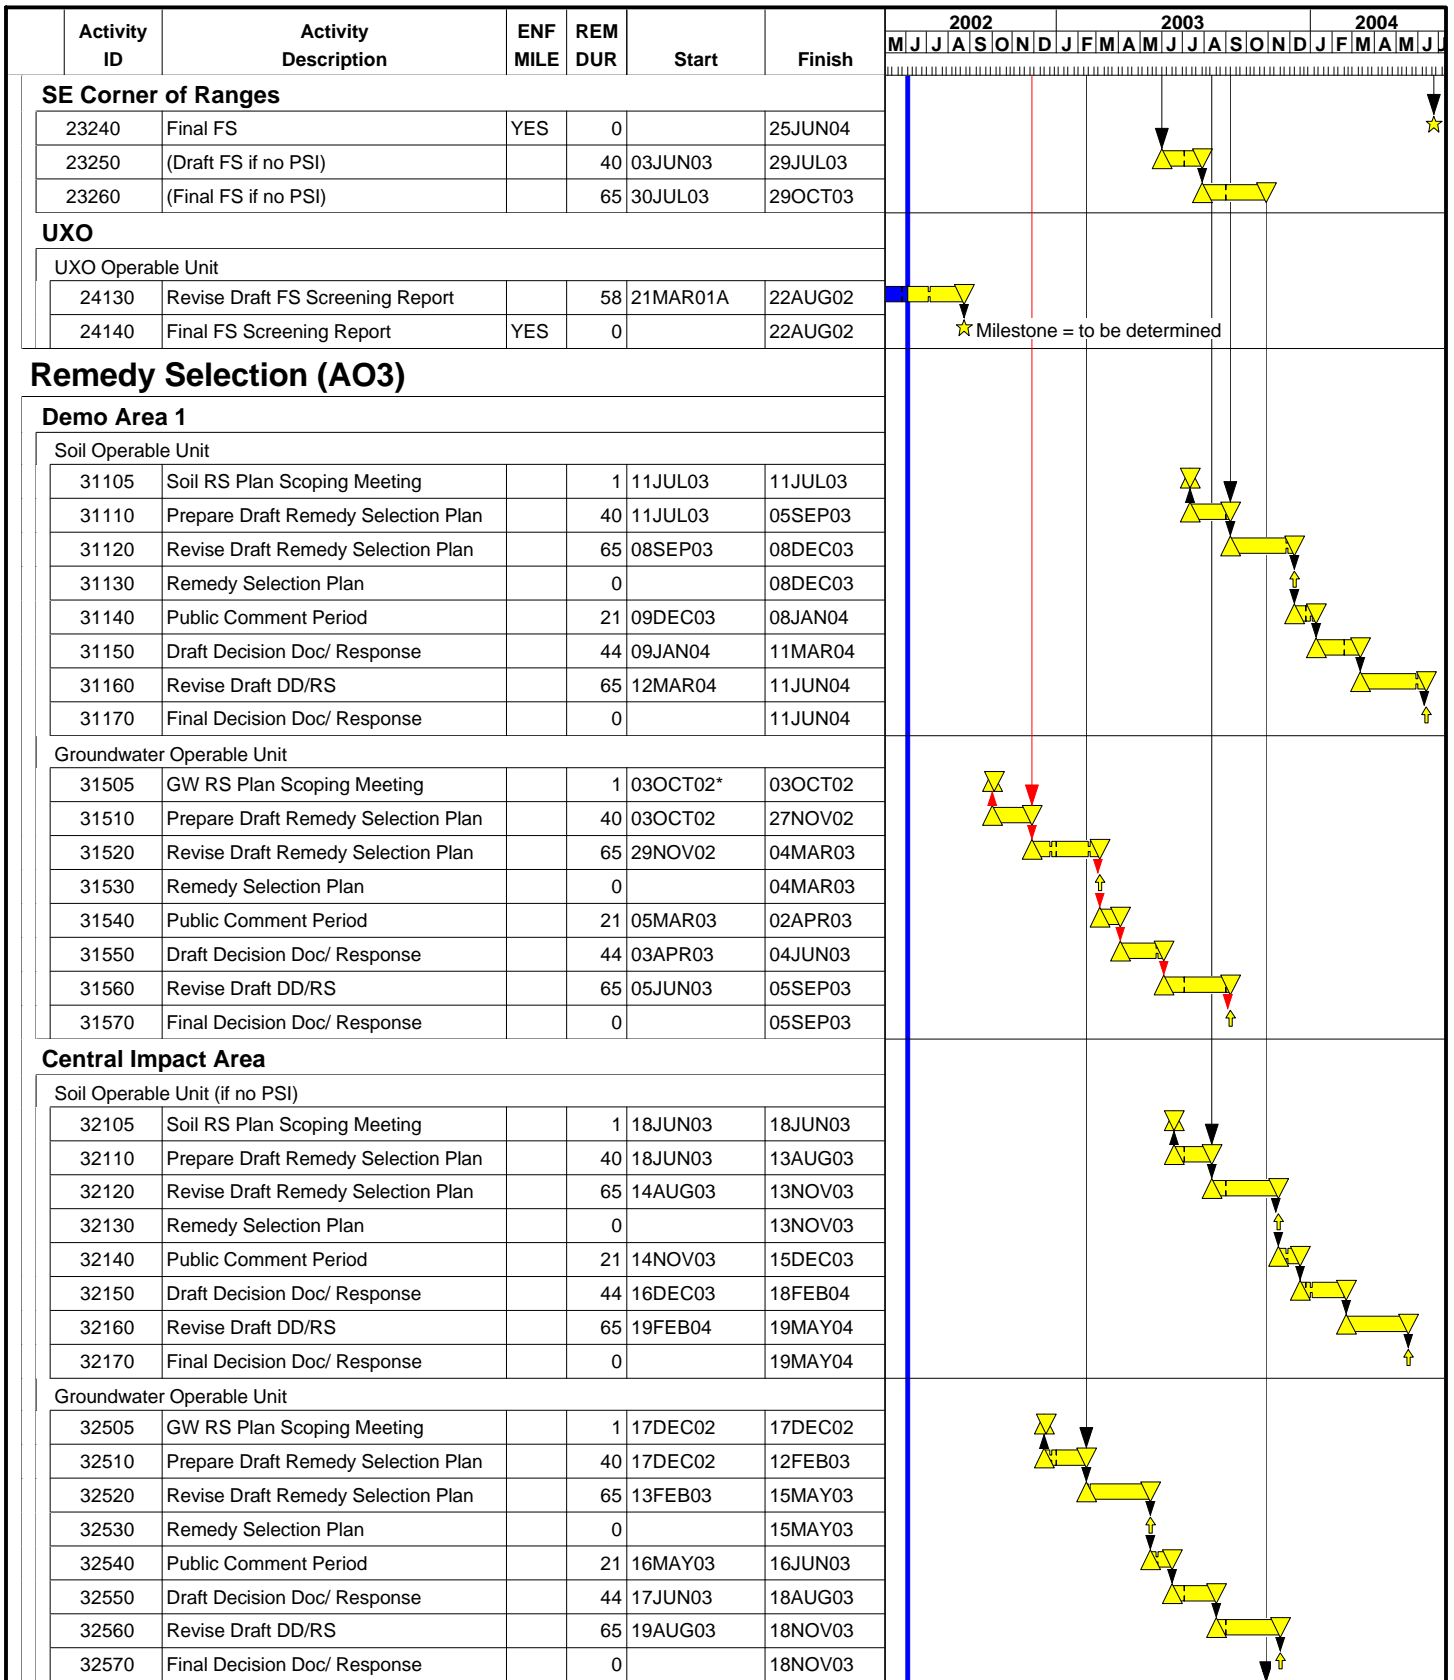 Activity ID Activity Description ENF MILE REM DUR Start Finish 2002 2003 2004
M J J A S O N D J F M A M J J A S O N D J F M A M J
SE Corner of Ranges
23240 Final FS YES 0 25JUN04
23250 (Draft FS if no PSI) 40 03JUN03 29JUL03
23260 (Final FS if no PSI) 65 30JUL03 29OCT03
UXO
UXO Operable Unit
24130 Revise Draft FS Screening Report 58 21MAR01A 22AUG02
24140 Final FS Screening Report YES 0 22AUG02 Milestone = to be determined
Remedy Selection (AO3)
Demo Area 1
Soil Operable Unit
31105 Soil RS Plan Scoping Meeting 1 11JUL03 11JUL03
31110 Prepare Draft Remedy Selection Plan 40 11JUL03 05SEP03
31120 Revise Draft Remedy Selection Plan 65 08SEP03 08DEC03
31130 Remedy Selection Plan 0 08DEC03
31140 Public Comment Period 21 09DEC03 08JAN04
31150 Draft Decision Doc/ Response 44 09JAN04 11MAR04
31160 Revise Draft DD/RS 65 12MAR04 11JUN04
31170 Final Decision Doc/ Response 0 11JUN04
Groundwater Operable Unit
31505 GW RS Plan Scoping Meeting 1 03OCT02* 03OCT02
31510 Prepare Draft Remedy Selection Plan 40 03OCT02 27NOV02
31520 Revise Draft Remedy Selection Plan 65 29NOV02 04MAR03
31530 Remedy Selection Plan 0 04MAR03
31540 Public Comment Period 21 05MAR03 02APR03
31550 Draft Decision Doc/ Response 44 03APR03 04JUN03
31560 Revise Draft DD/RS 65 05JUN03 05SEP03
31570 Final Decision Doc/ Response 0 05SEP03
Central Impact Area
Soil Operable Unit (if no PSI)
32105 Soil RS Plan Scoping Meeting 1 18JUN03 18JUN03
32110 Prepare Draft Remedy Selection Plan 40 18JUN03 13AUG03
32120 Revise Draft Remedy Selection Plan 65 14AUG03 13NOV03
32130 Remedy Selection Plan 0 13NOV03
32140 Public Comment Period 21 14NOV03 15DEC03
32150 Draft Decision Doc/ Response 44 16DEC03 18FEB04
32160 Revise Draft DD/RS 65 19FEB04 19MAY04
32170 Final Decision Doc/ Response 0 19MAY04
Groundwater Operable Unit
32505 GW RS Plan Scoping Meeting 1 17DEC02 17DEC02
32510 Prepare Draft Remedy Selection Plan 40 17DEC02 12FEB03
32520 Revise Draft Remedy Selection Plan 65 13FEB03 15MAY03
32530 Remedy Selection Plan 0 15MAY03
32540 Public Comment Period 21 16MAY03 16JUN03
32550 Draft Decision Doc/ Response 44 17JUN03 18AUG03
32560 Revise Draft DD/RS 65 19AUG03 18NOV03
32570 Final Decision Doc/ Response 0 18NOV03